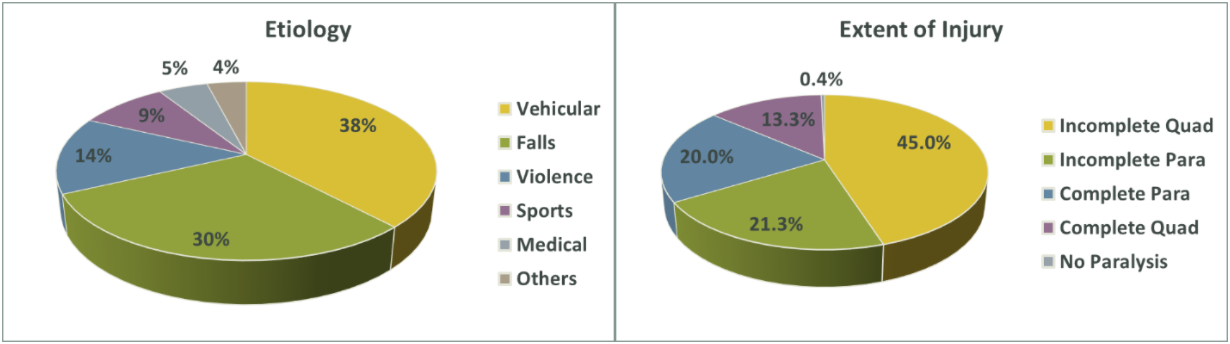 Etiology
5%
4%
9%
38%
14%
30%
Vehicular
Falls
Violence
Sports
Medical
Others
Extent of Injury
0.4%
13.3%
45.0%
20.0%
21.3%
Incomplete Quad
Incomplete Para
Complete Para
Complete Quad
No Paralysis